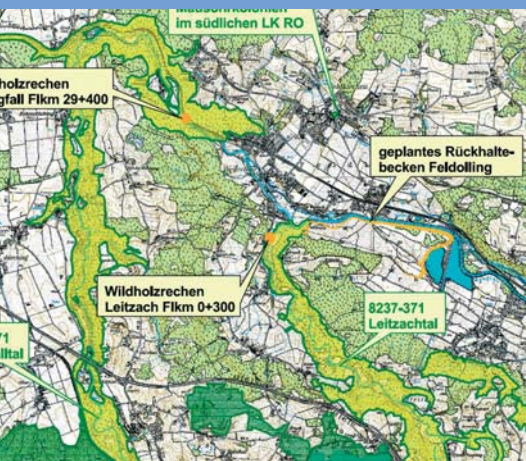 im südlichen LK RO
holzrechen
gfall Flkm 29+400
geplantes Rückhalte-
becken Feldolling
Wildholzrechen
Leitzach Flkm 0+300
8237-371
Leitzachtal
71
lltal